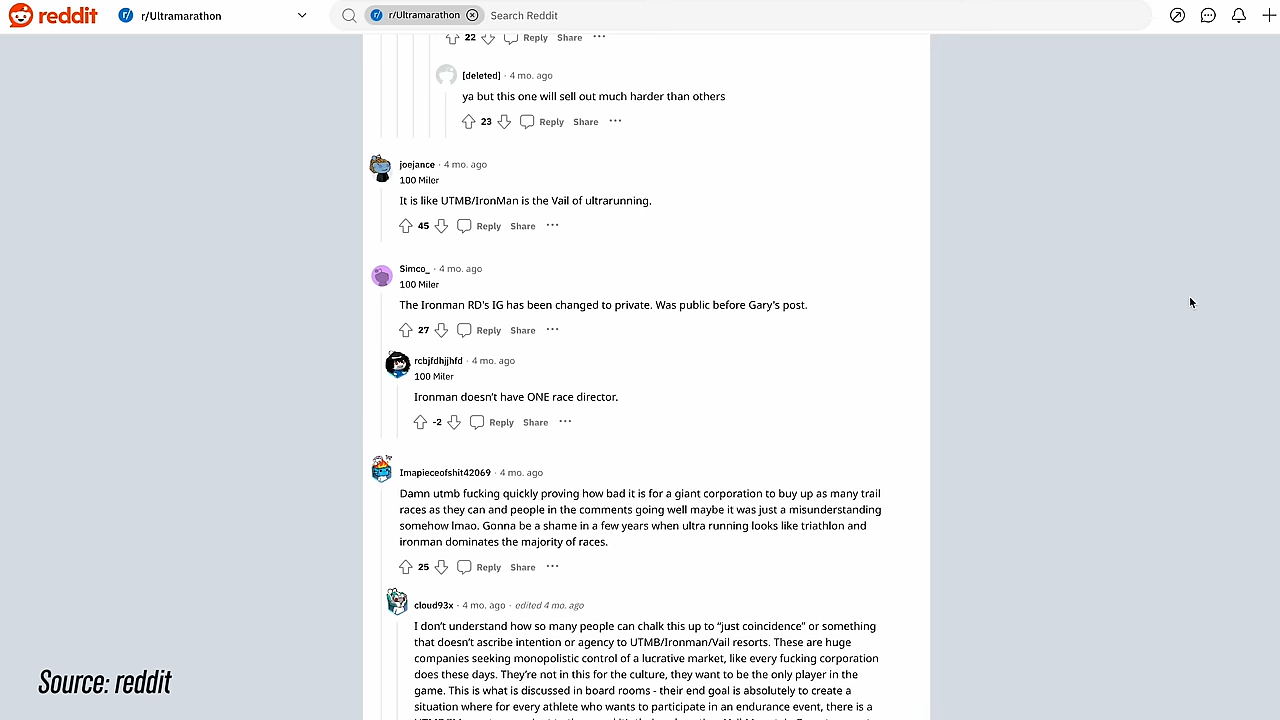 reddit
r/Ultramarathon
r/Ultramarathon
Search Reddit
22 Reply Share ...
[deleted] · 4 mo. ago
ya but this one will sell out much harder than others
23 Reply Share ...
joejance · 4 mo. ago
100 Miler
It is like UTMB/IronMan is the Vail of ultrarunning.
45 Reply Share ...
Simco_ · 4 mo. ago
100 Miler
The Ironman RD's IG has been changed to private. Was public before Gary's post.
27 Reply Share ...
rcbjfdhjjhfd · 4 mo. ago
100 Miler
Ironman doesn't have ONE race director.
-2 Reply Share ...
Imapieceofshit42069 · 4 mo. ago
Damn utmb fucking quickly proving how bad it is for a giant corporation to buy up as many trail
races as they can and people in the comments going well maybe it was just a misunderstanding
somehow lmao. Gonna be a shame in a few years when ultra running looks like triathlon and
ironman dominates the majority of races.
25 Reply Share ...
cloud93x · 4 mo. ago · edited 4 mo. ago
I don't understand how so many people can chalk this up to “just coincidence” or something
that doesn't ascribe intention or agency to UTMB/Ironman/Vail resorts. These are huge
companies seeking monopolistic control of a lucrative market, like every fucking corporation
does these days. They're not in this for the culture, they want to be the only player in the
game. This is what is discussed in board rooms - their end goal is absolutely to create a
situation where for every athlete who wants to participate in an endurance event, there is a
Source: reddit